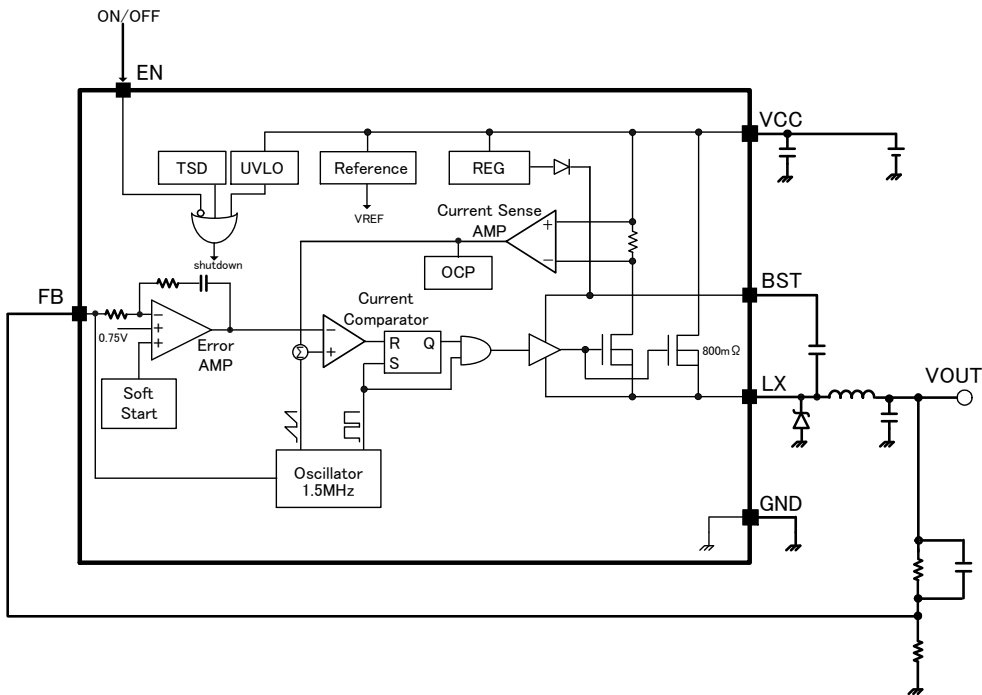 ON/OFF
EN
VCC
TSD
UVLO
Reference
REG
VREF
Current Sense
AMP
OCP
shutdown
FB
BST
Current
Comparator
0.75V
Error
AMP
R
Q
S
Σ
800mΩ
LX
VOUT
Soft
Start
Oscillator
1.5MHz
GND